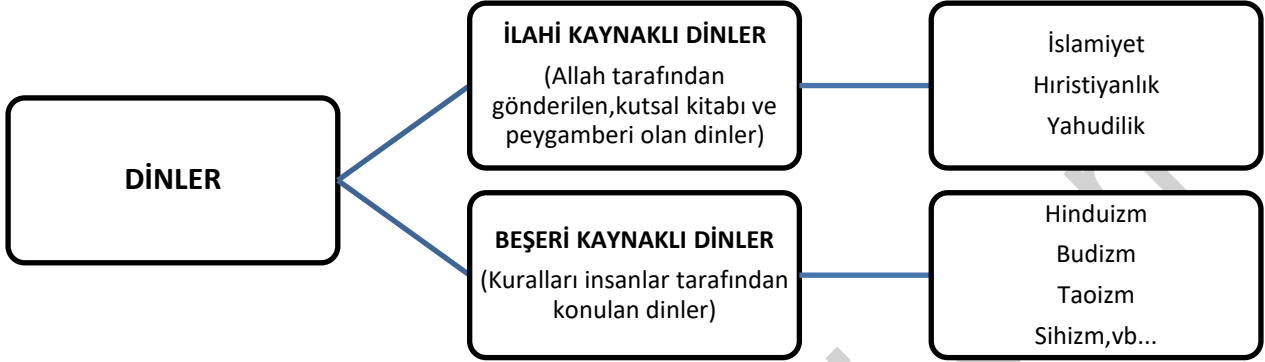 DİNLER
İLAHİ KAYNAKLI DİNLER
(Allah tarafından
gönderilen,kutsal kitabı ve
peygamberi olan dinler)
İslamiyet
Hıristiyanlık
Yahudilik
BEŞERİ KAYNAKLI DİNLER
(Kuralları insanlar tarafından
konulan dinler)
Hinduizm
Budizm
Taoizm
Sihizm,vb...